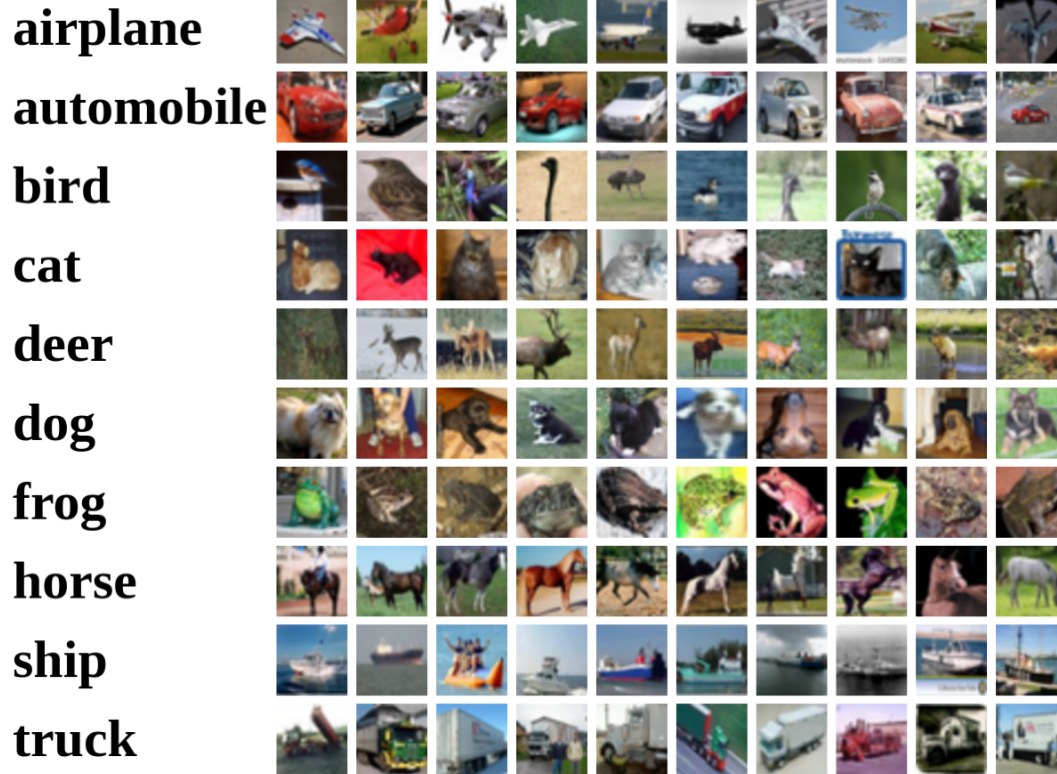 airplane
automobile
bird
cat
deer
dog
frog
horse
ship
truck